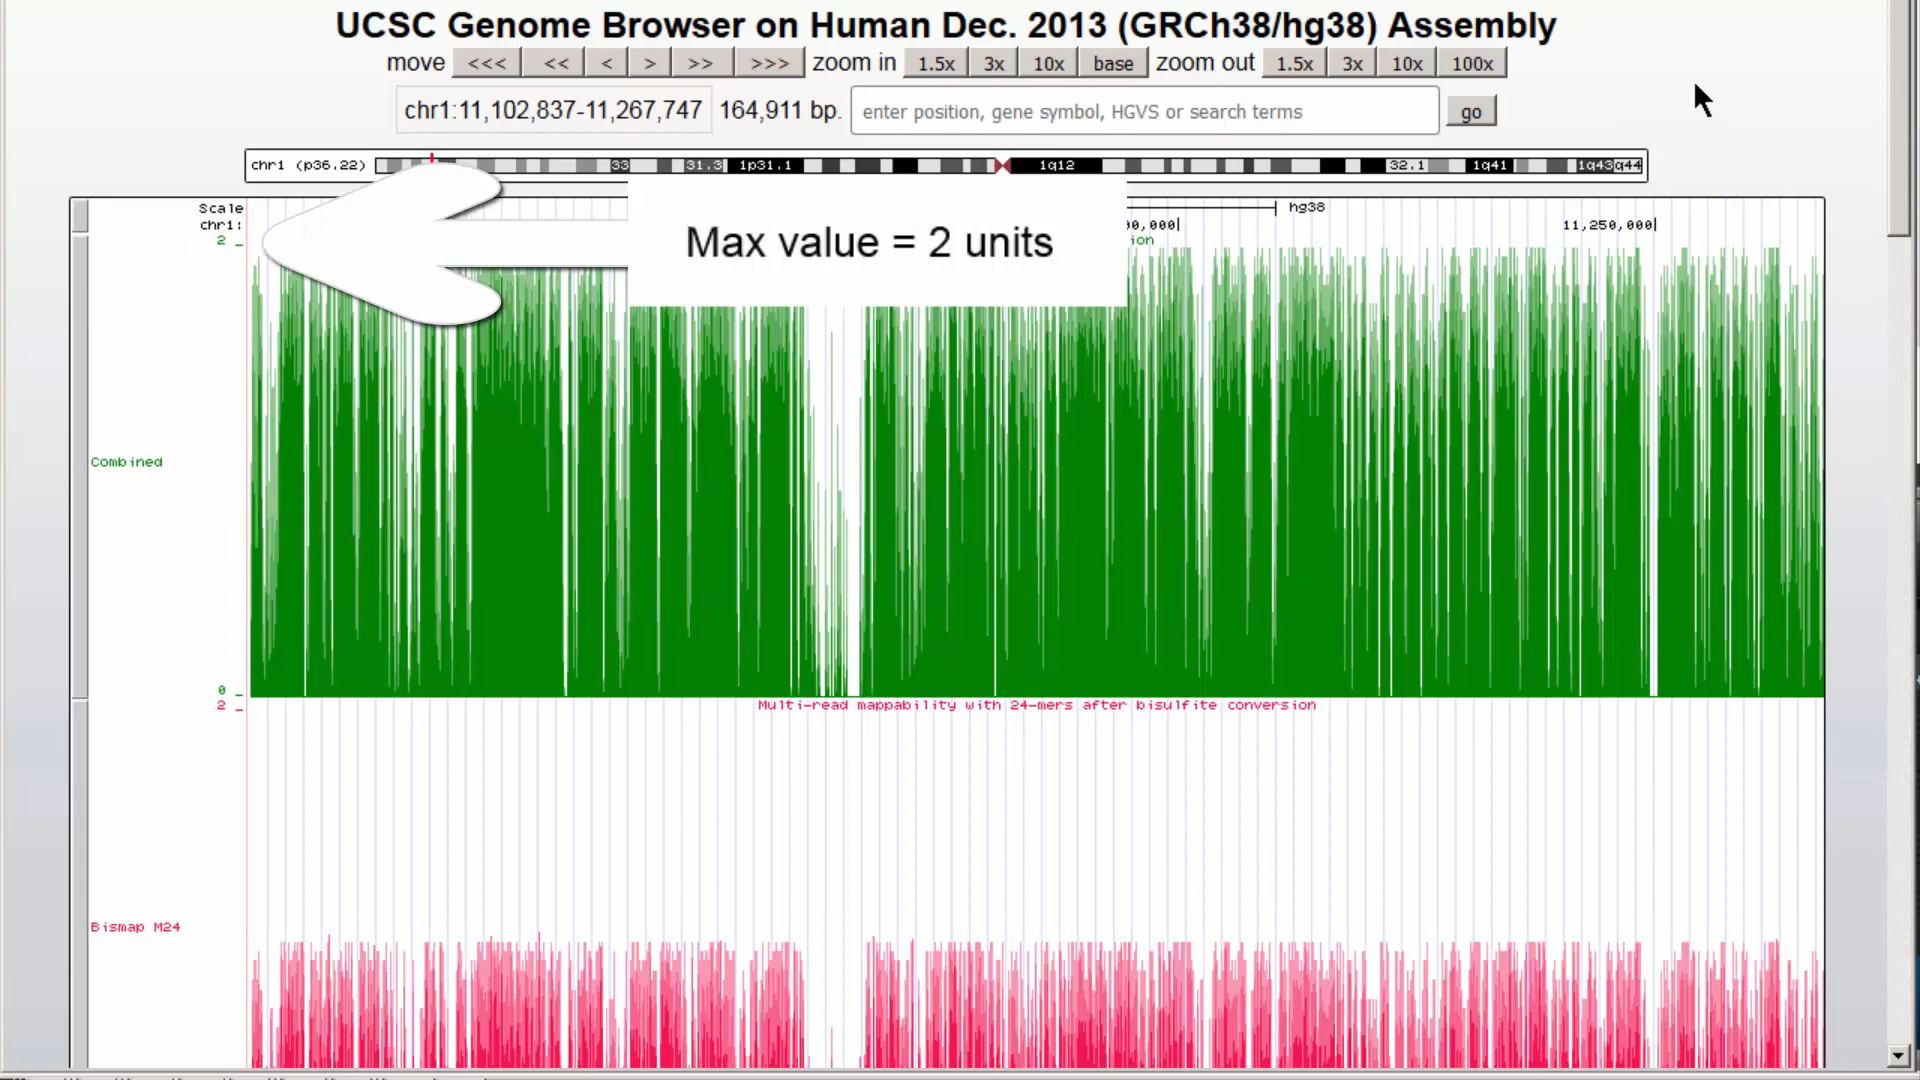 UCSC Genome Browser on Human Dec. 2013 (GRCh38/hg38) Assembly
move <<< << < > >> >>> zoom in 1.5x 3x 10x base zoom out 1.5x 3x 10x 100x
chr1:11,102,837-11,267,747 164,911 bp. enter position, gene symbol, HGVS or search terms go
chr1 (p36.22) 33 31.3 1p31.1 1q12 32.1 1q41 1q43 q44
Scale hg38
chr1: 00,000| 11,250,000|
2 _ ion
Max value = 2 units
Combined
0 _
2 _ Multi-read mappability with 24-mers after bisulfite conversion
Bismap M24